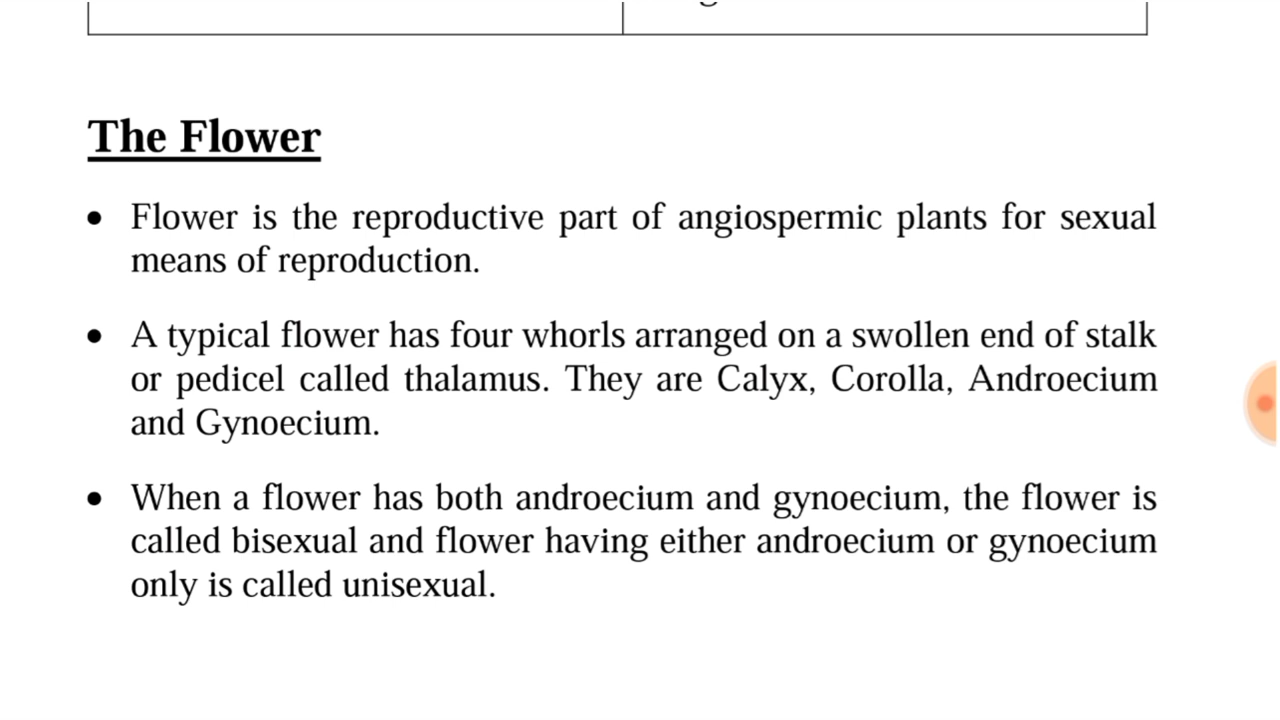 The Flower
• Flower is the reproductive part of angiospermic plants for sexual
means of reproduction.
• A typical flower has four whorls arranged on a swollen end of stalk
or pedicel called thalamus. They are Calyx, Corolla, Androecium
and Gynoecium.
• When a flower has both androecium and gynoecium, the flower is
called bisexual and flower having either androecium or gynoecium
only is called unisexual.